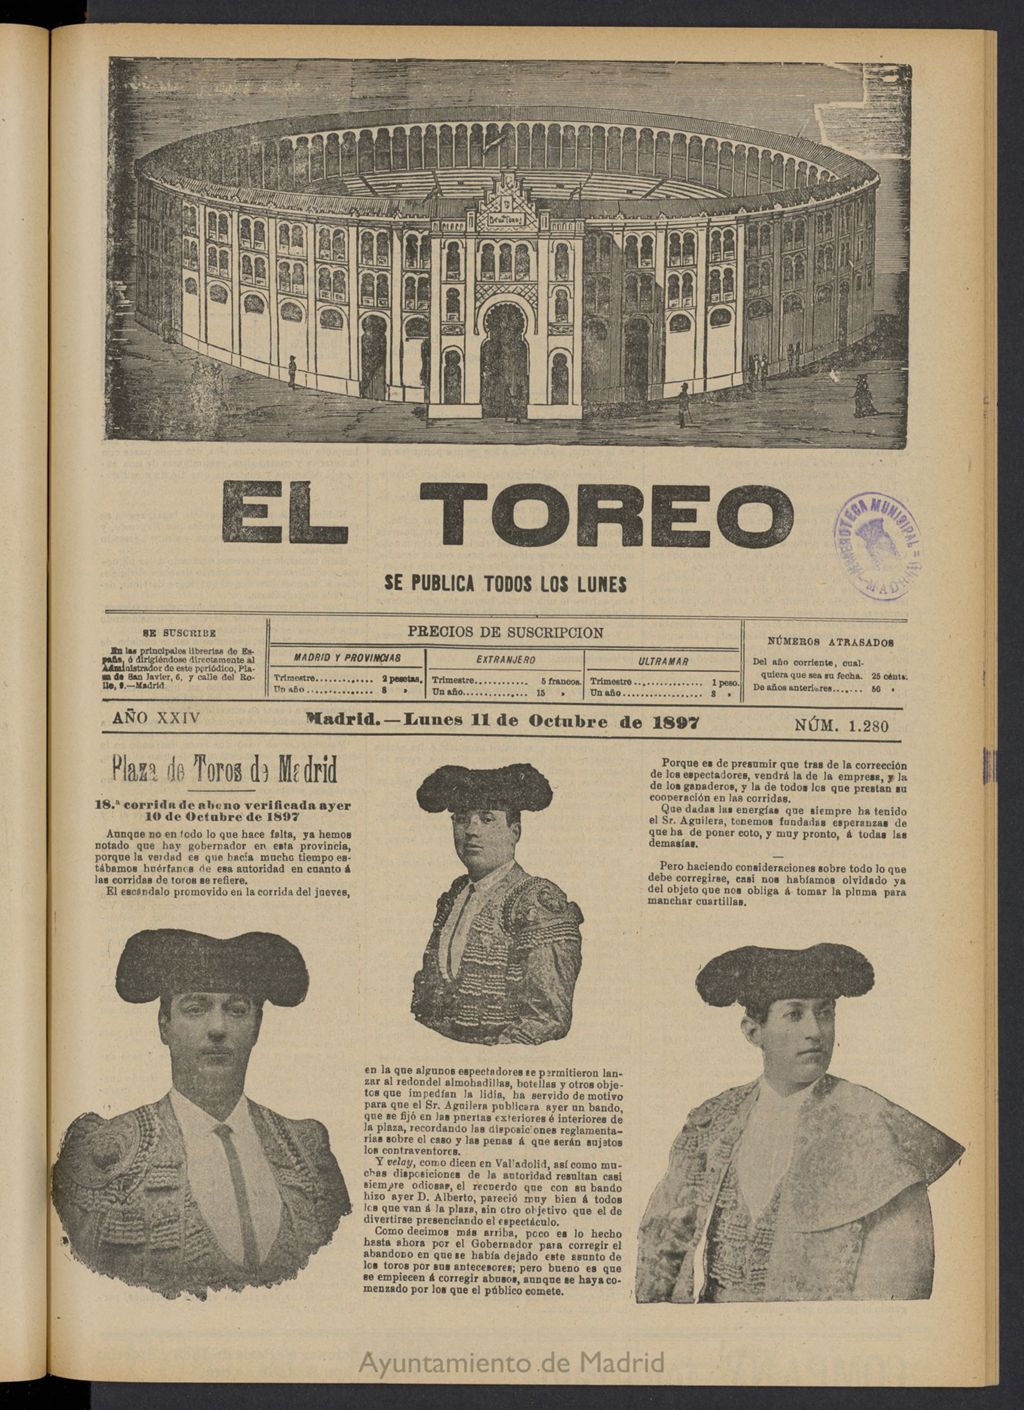 EL TOREO
HEMEROTECA MUNICIPAL
MADRID
SE PUBLICA TODOS LOS LUNES
SE SUSCRIBE
En las principales librerias de Es-
paña, ó dirigiéndose directamente al
Administrador de este periódico, Pla-
za de San Javier, 6, y calle del Ro-
llo, 9.—Madrid.
PRECIOS DE SUSCRIPCION
MADRID Y PROVINCIAS
Trimestre............ 2 pesetas.
Un año.............. 8 »
EXTRANJERO
Trimestre........... 5 francos.
Un año............. 15 »
ULTRAMAR
Trimestre............... 1 peso.
Un año................. 3 »
NÚMEROS ATRASADOS
Del año corriente, cual-
quiera que sea su fecha. 25 cénts.
De años anteriores....... 50 »
AÑO XXIV
Madrid.—Lunes 11 de Octubre de 1897
NÚM. 1.280
Plaza de Toros de Madrid
18.ª corrida de abono verificada ayer
10 de Octubre de 1897
Aunque no en todo lo que hace falta, ya hemos
notado que hay gobernador en esta provincia,
porque la verdad es que hacía mucho tiempo es-
tábamos huérfanos de esa autoridad en cuanto á
las corridas de toros se refiere.
El escándalo promovido en la corrida del jueves,
en la que algunos espectadores se permitieron lan-
zar al redondel almohadillas, botellas y otros obje-
tos que impedían la lidia, ha servido de motivo
para que el Sr. Aguilera publicara ayer un bando,
que se fijó en las puertas exteriores é interiores de
la plaza, recordando las disposiciones reglamenta-
rias sobre el caso y las penas á que serán sujetos
los contraventores.
Y velay, como dicen en Valladolid, así como mu-
chas disposiciones de la autoridad resultan casi
siempre odiosas, el recuerdo que con su bando
hizo ayer D. Alberto, pareció muy bien á todos
los que van á la plaza, sin otro objetivo que el de
divertirse presenciando el espectáculo.
Como decimos más arriba, poco es lo hecho
hasta ahora por el Gobernador para corregir el
abandono en que se había dejado este asunto de
los toros por sus antecesores; pero bueno es que
se empiecen á corregir abusos, aunque se haya co-
menzado por los que el público comete.
Porque es de presumir que tras de la corrección
de los espectadores, vendrá la de la empresa, y la
de los ganaderos, y la de todos los que prestan su
cooperación en las corridas.
Que dadas las energías que siempre ha tenido
el Sr. Aguilera, tenemos fundadas esperanzas de
que ha de poner coto, y muy pronto, á todas las
demasías.
—
Pero haciendo consideraciones sobre todo lo que
debe corregirse, casi nos habíamos olvidado ya
del objeto que nos obliga á tomar la pluma para
manchar cuartillas.
Ayuntamiento de Madrid